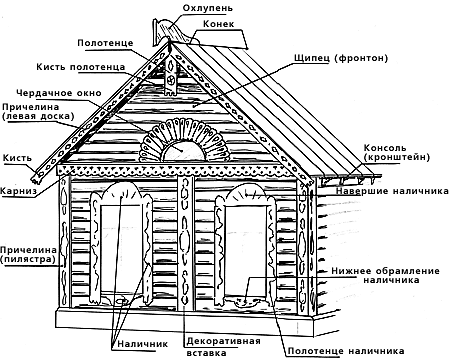 Охлупень
Конек
Полотенце
Щипец (фронтон)
Кисть полотенца
Чердачное окно
Причелина
(левая доска)
Консоль
(кронштейн)
Кисть
Карниз
Навершие наличника
Причелина
(пилястра)
Нижнее обрамление
наличника
Наличник
Декоративная
вставка
Полотенце наличника